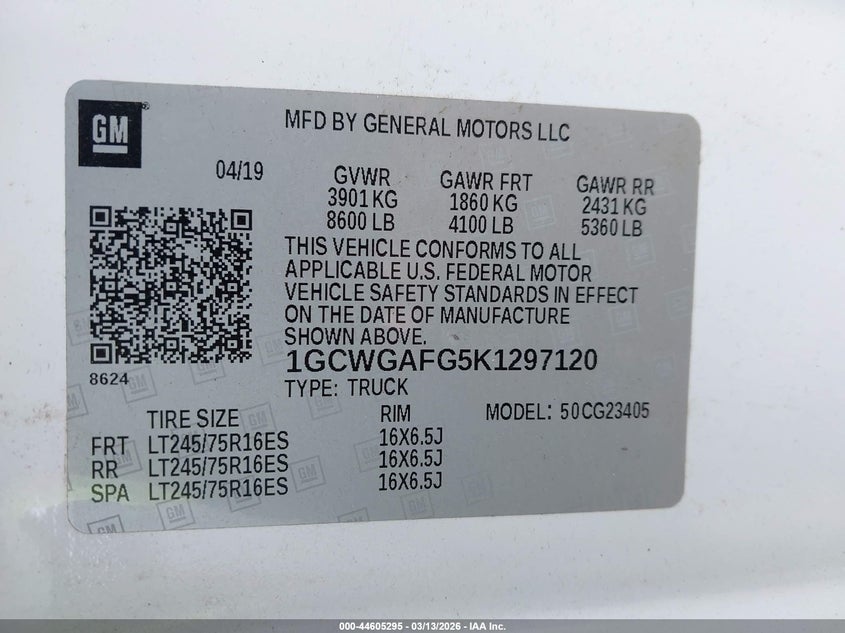 GM
MFD BY GENERAL MOTORS LLC
04/19
GVWR GAWR FRT GAWR RR
3901 KG 1860 KG 2431 KG
8600 LB 4100 LB 5360 LB
THIS VEHICLE CONFORMS TO ALL
APPLICABLE U.S. FEDERAL MOTOR
VEHICLE SAFETY STANDARDS IN EFFECT
ON THE DATE OF MANUFACTURE
SHOWN ABOVE.
8624
1GCWGAFG5K1297120
TYPE: TRUCK
TIRE SIZE RIM MODEL: 50CG23405
FRT LT245/75R16ES 16X6.5J
RR LT245/75R16ES 16X6.5J
SPA LT245/75R16ES 16X6.5J
000-44605295 - 03/13/2026 - IAA Inc.